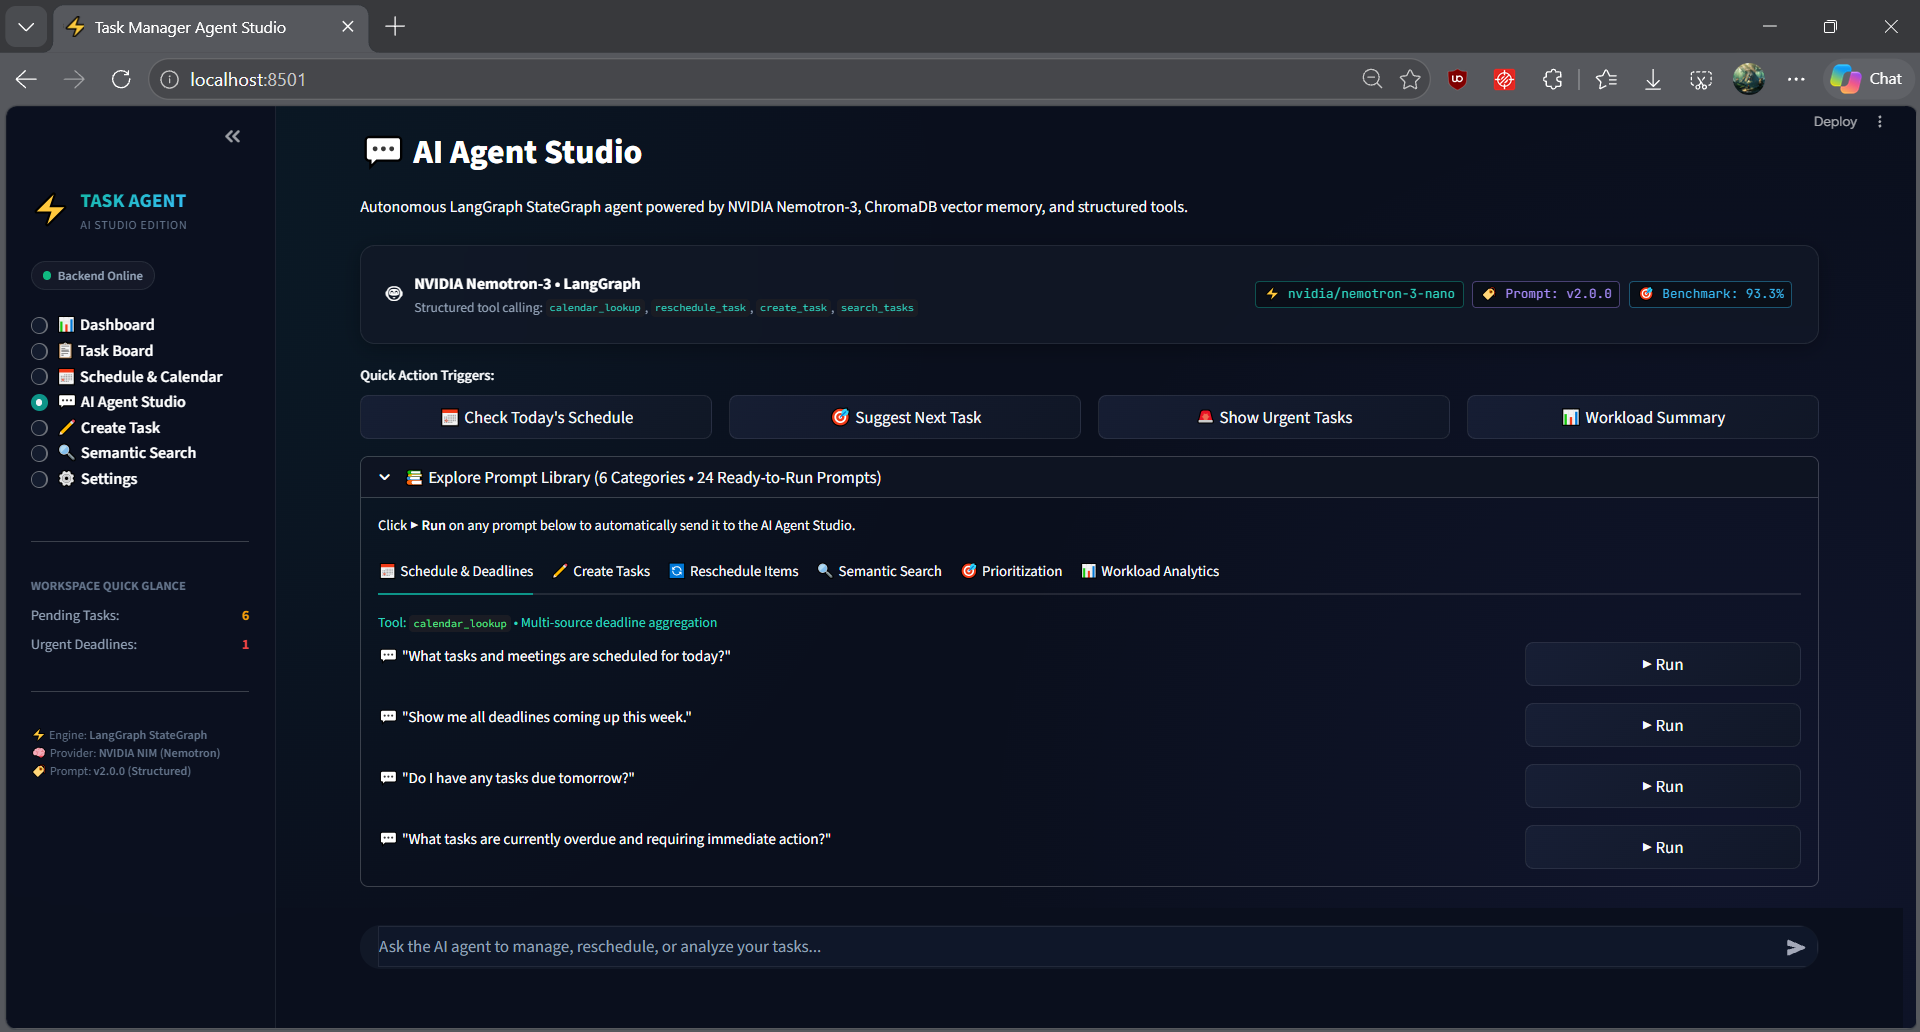 Task Manager Agent Studio
localhost:8501
Chat
Deploy
TASK AGENT
AI STUDIO EDITION
Backend Online
Dashboard
Task Board
Schedule & Calendar
AI Agent Studio
Create Task
Semantic Search
Settings
WORKSPACE QUICK GLANCE
Pending Tasks: 6
Urgent Deadlines: 1
Engine: LangGraph StateGraph
Provider: NVIDIA NIM (Nemotron)
Prompt: v2.0.0 (Structured)
AI Agent Studio
Autonomous LangGraph StateGraph agent powered by NVIDIA Nemotron-3, ChromaDB vector memory, and structured tools.
NVIDIA Nemotron-3 • LangGraph
Structured tool calling: calendar_lookup, reschedule_task, create_task, search_tasks
nvidia/nemotron-3-nano
Prompt: v2.0.0
Benchmark: 93.3%
Quick Action Triggers:
Check Today's Schedule
Suggest Next Task
Show Urgent Tasks
Workload Summary
Explore Prompt Library (6 Categories • 24 Ready-to-Run Prompts)
Click ▶ Run on any prompt below to automatically send it to the AI Agent Studio.
Schedule & Deadlines
Create Tasks
Reschedule Items
Semantic Search
Prioritization
Workload Analytics
Tool: calendar_lookup • Multi-source deadline aggregation
"What tasks and meetings are scheduled for today?"
▶ Run
"Show me all deadlines coming up this week."
▶ Run
"Do I have any tasks due tomorrow?"
▶ Run
"What tasks are currently overdue and requiring immediate action?"
▶ Run
Ask the AI agent to manage, reschedule, or analyze your tasks...